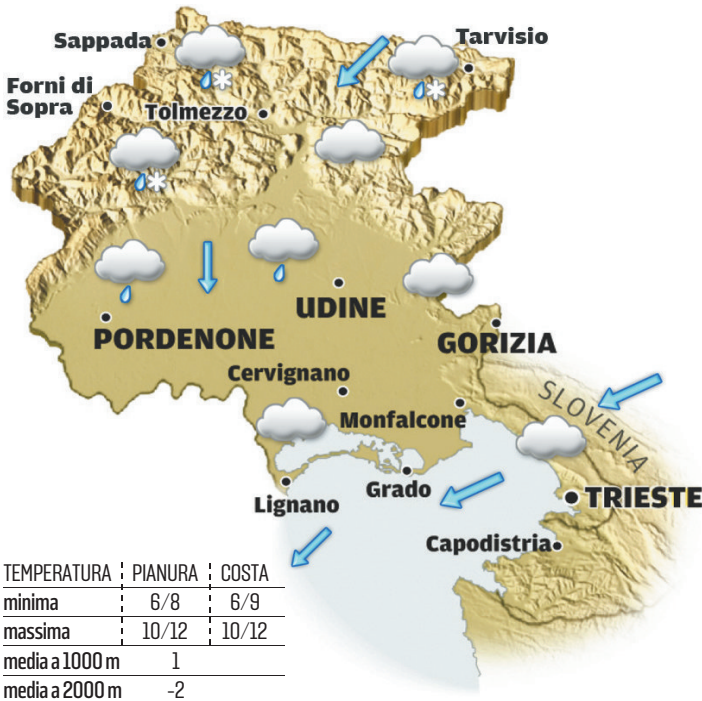 Sappada
Tarvisio
Forni di
Sopra
Tolmezzo
UDINE
PORDENONE
GORIZIA
Cervignano
SLOVENIA
Monfalcone
Grado
Lignano
TRIESTE
Capodistria
TEMPERATURA PIANURA COSTA
minima 6/8 6/9
massima 10/12 10/12
media a 1000 m 1
media a 2000 m -2